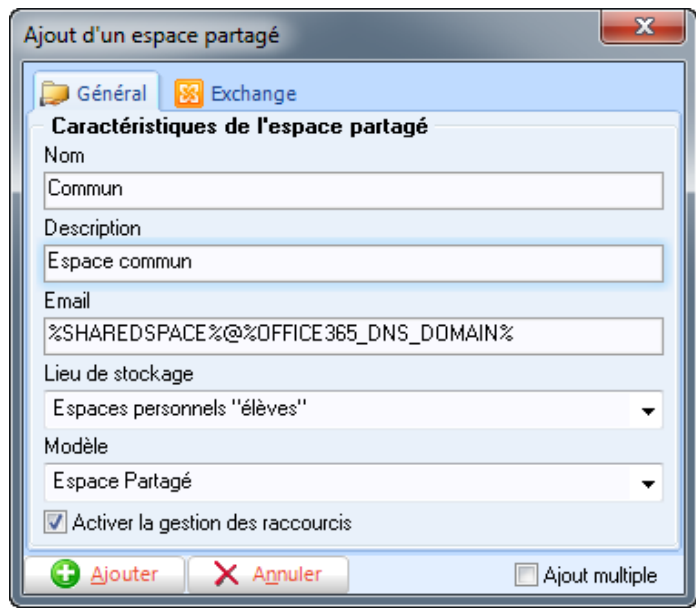 Ajout d'un espace partagé
Général Exchange
Caractéristiques de l'espace partagé
Nom
Commun
Description
Espace commun
Email
%SHAREDSPACE%@%OFFICE365_DNS_DOMAIN%
Lieu de stockage
Espaces personnels "élèves"
Modèle
Espace Partagé
Activer la gestion des raccourcis
Ajouter Annuler Ajout multiple